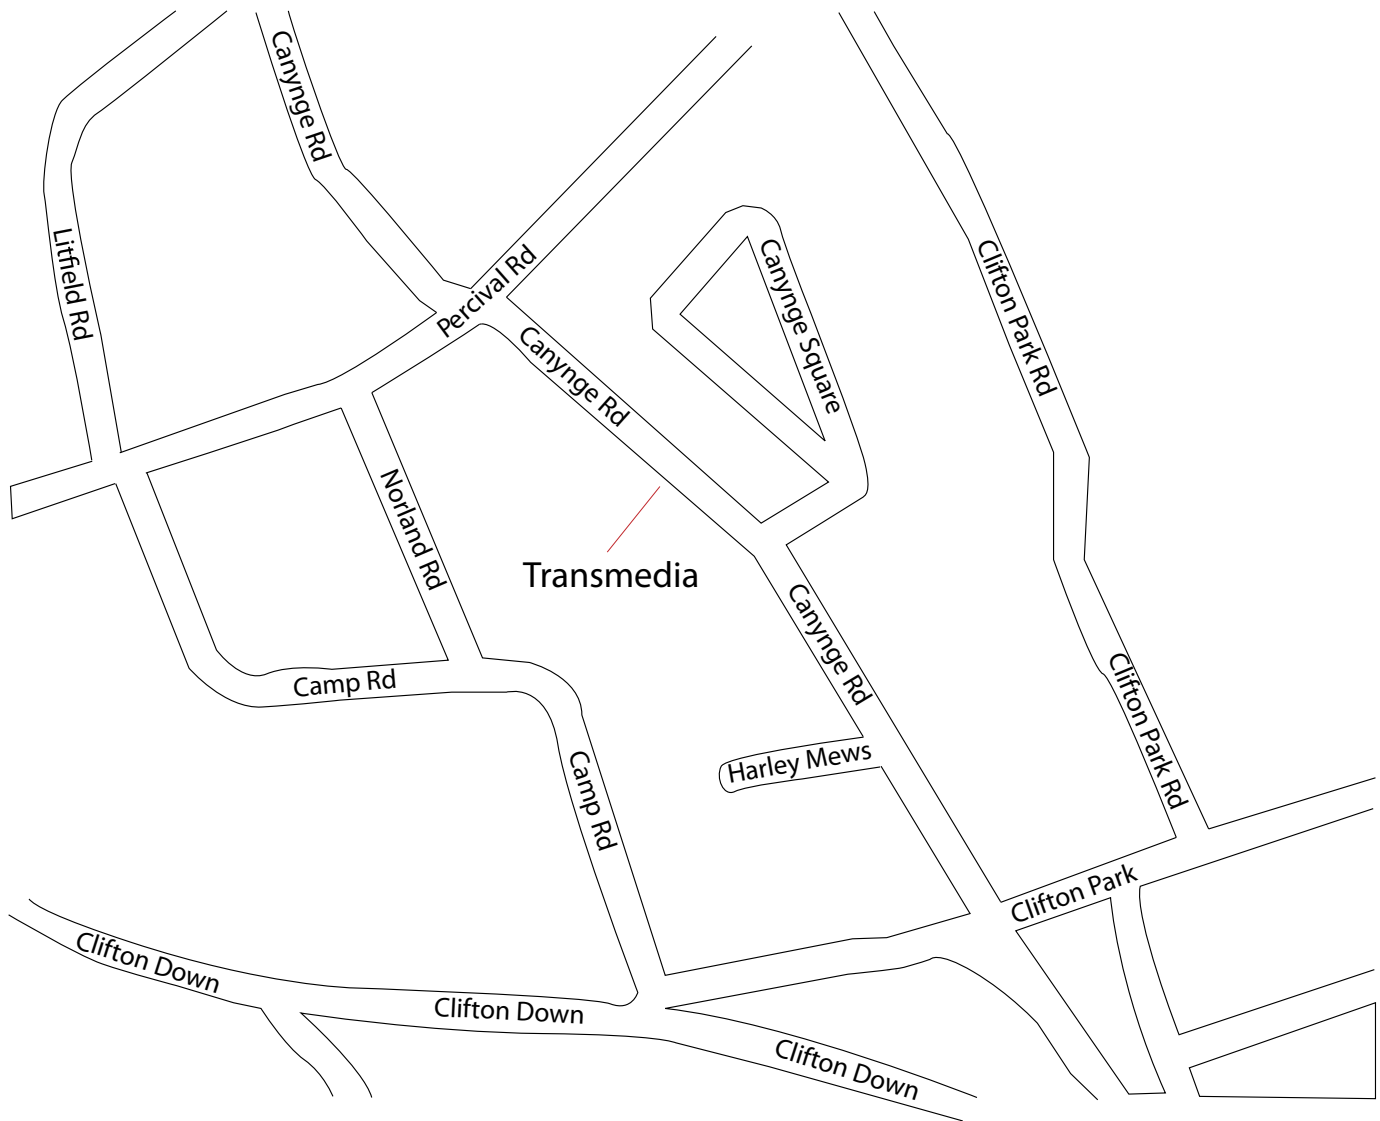 Canynge Rd
Litfield Rd
Percival Rd
Canynge Square
Clifton Park Rd
Canynge Rd
Norland Rd
Transmedia
Canynge Rd
Camp Rd
Clifton Park Rd
Harley Mews
Camp Rd
Clifton Park
Clifton Down
Clifton Down
Clifton Down